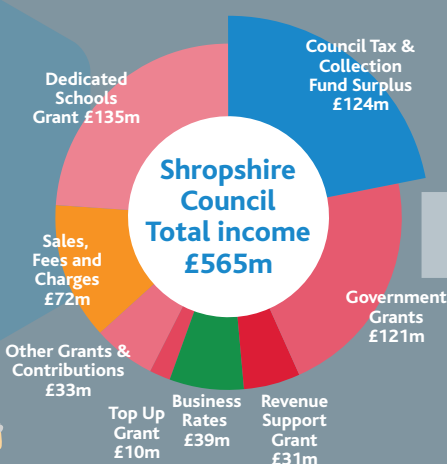 Council Tax &
Collection
Fund Surplus
£124m
Dedicated
Schools
Grant £135m
Shropshire
Council
Total income
£565m
Sales,
Fees and
Charges
£72m
Government
Grants
£121m
Other Grants &
Contributions
£33m
Top Up
Grant
£10m
Business
Rates
£39m
Revenue
Support
Grant
£31m